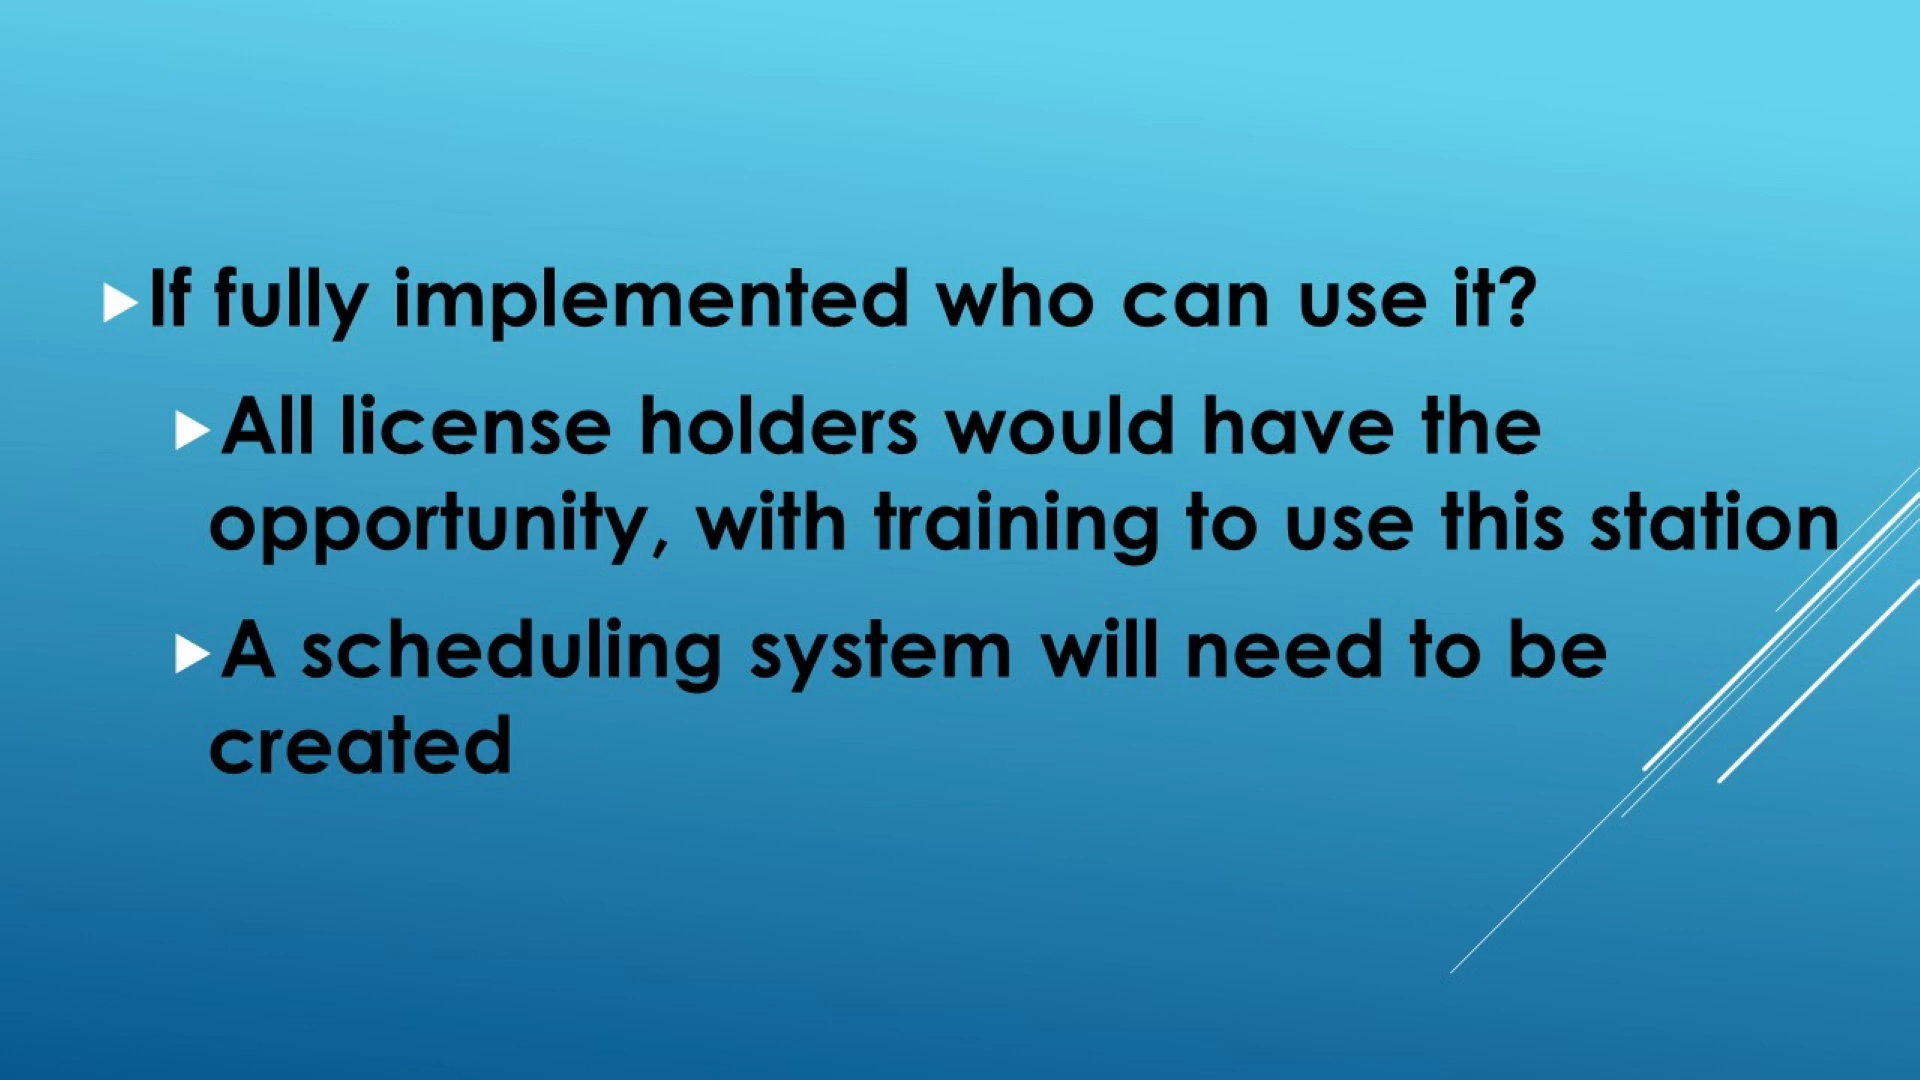 If fully implemented who can use it?
All license holders would have the
opportunity, with training to use this station
A scheduling system will need to be
created